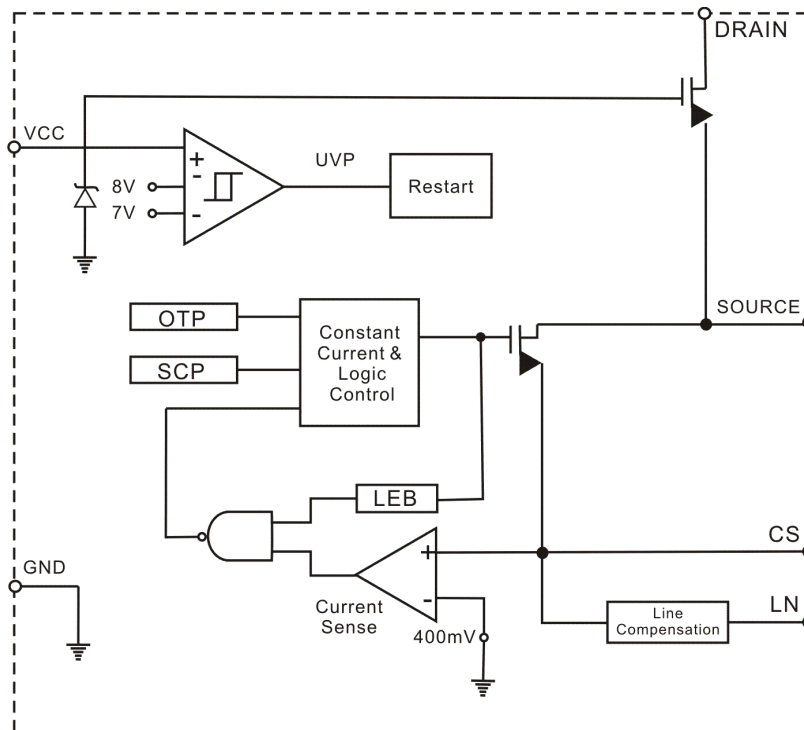 DRAIN
VCC
+
-
8V
7V
-
UVP
Restart
SOURCE
OTP
SCP
Constant
Current &
Logic
Control
LEB
CS
GND
+
-
Current
Sense
400mV
LN
Line
Compensation